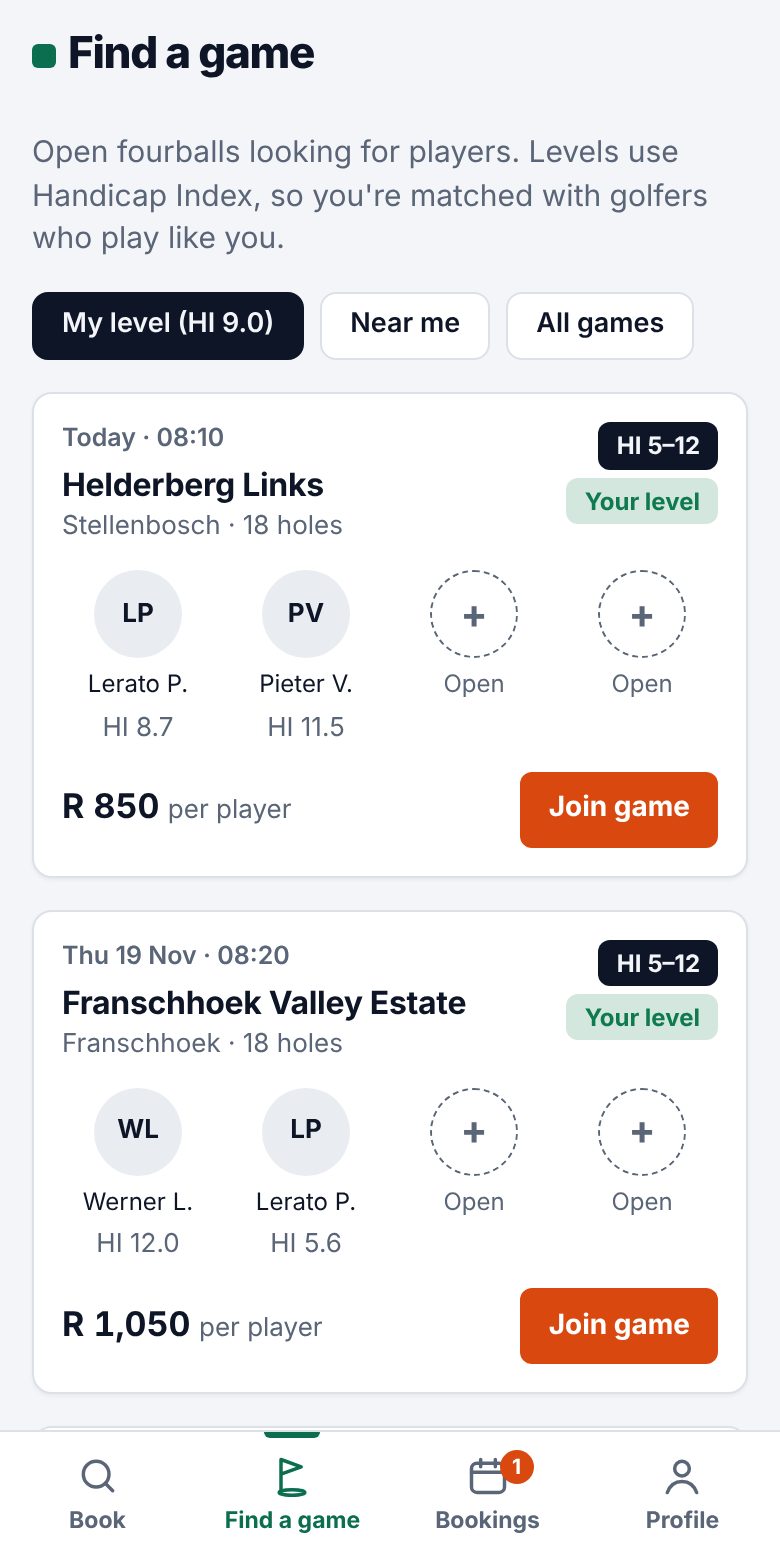 Find a game
Open fourballs looking for players. Levels use
Handicap Index, so you're matched with golfers
who play like you.
My level (HI 9.0)
Near me
All games
Today · 08:10
HI 5–12
Helderberg Links
Your level
Stellenbosch · 18 holes
LP
PV
+
+
Lerato P.
Pieter V.
Open
Open
HI 8.7
HI 11.5
R 850 per player
Join game
Thu 19 Nov · 08:20
HI 5–12
Franschhoek Valley Estate
Your level
Franschhoek · 18 holes
WL
LP
+
+
Werner L.
Lerato P.
Open
Open
HI 12.0
HI 5.6
R 1,050 per player
Join game
1
Book
Find a game
Bookings
Profile